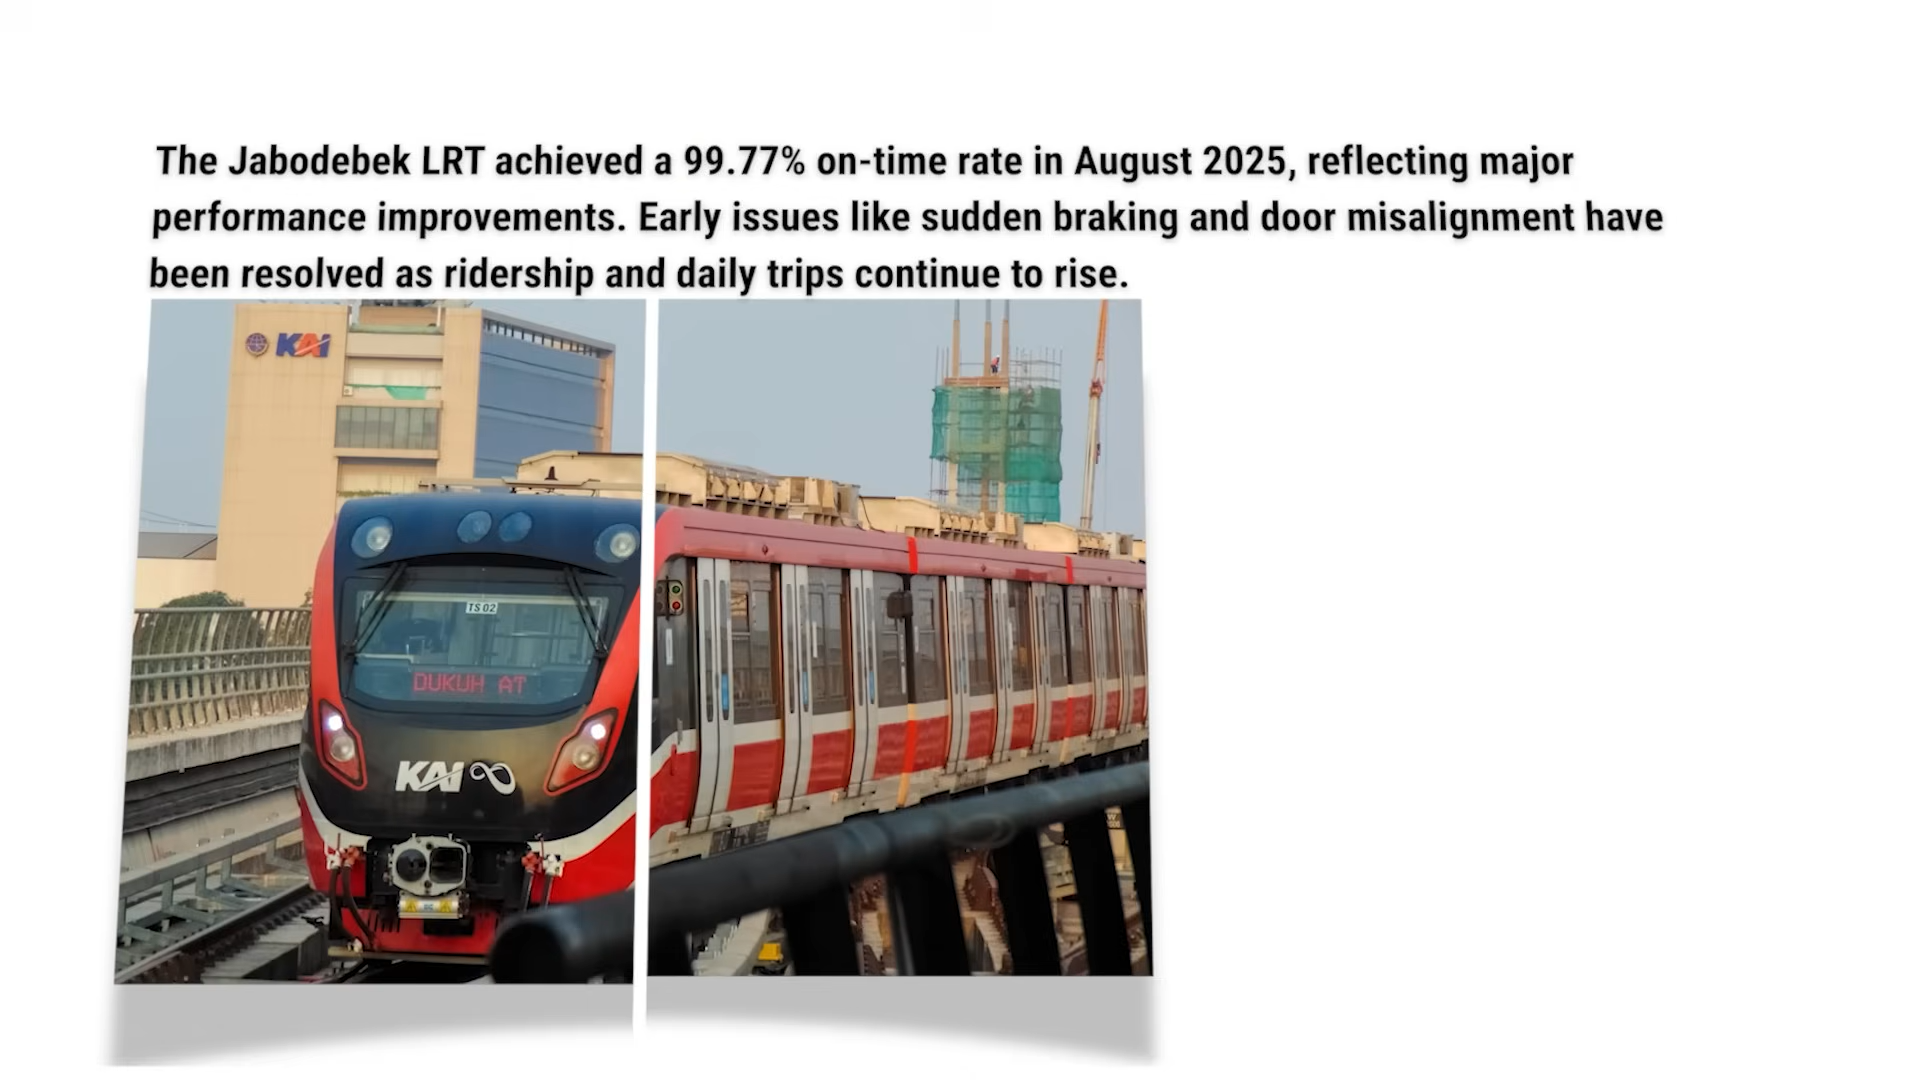 The Jabodebek LRT achieved a 99.77% on-time rate in August 2025, reflecting major
performance improvements. Early issues like sudden braking and door misalignment have
been resolved as ridership and daily trips continue to rise.
KAI
TS 02
DUKUH AT
KAI